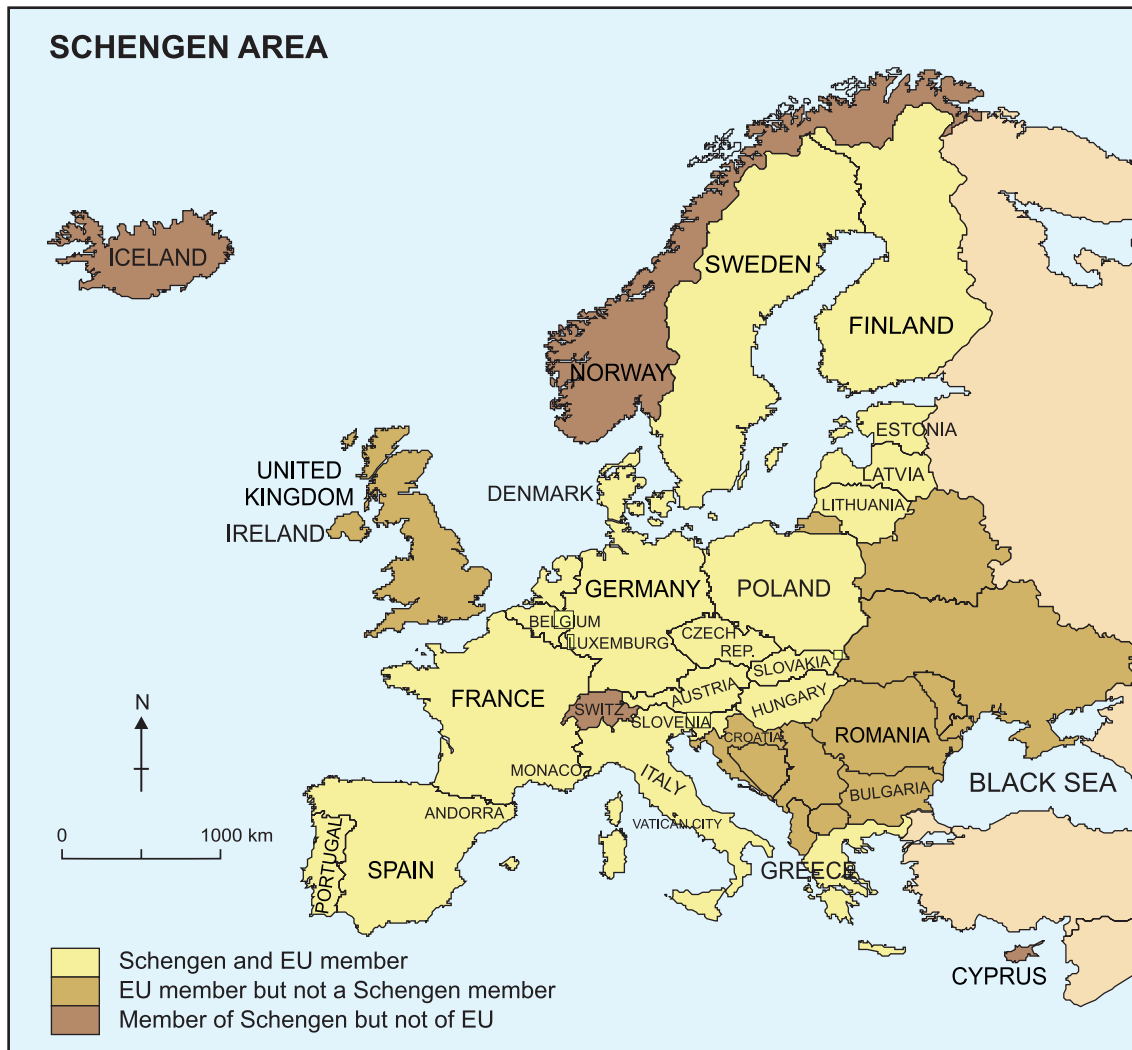 SCHENGEN AREA
ICELAND
SWEDEN
FINLAND
NORWAY
ESTONIA
UNITED
KINGDOM
LATVIA
DENMARK
LITHUANIA
IRELAND
GERMANY
POLAND
BELGIUM
LUXEMBURG
CZECH
REP.
SLOVAKIA
FRANCE
AUSTRIA
HUNGARY
N
SWITZ
SLOVENIA
CROATIA
ROMANIA
MONACO
ITALY
BULGARIA
BLACK SEA
ANDORRA
VATICAN CITY
0 1000 km
PORTUGAL
SPAIN
GREECE
Schengen and EU member
CYPRUS
EU member but not a Schengen member
Member of Schengen but not of EU